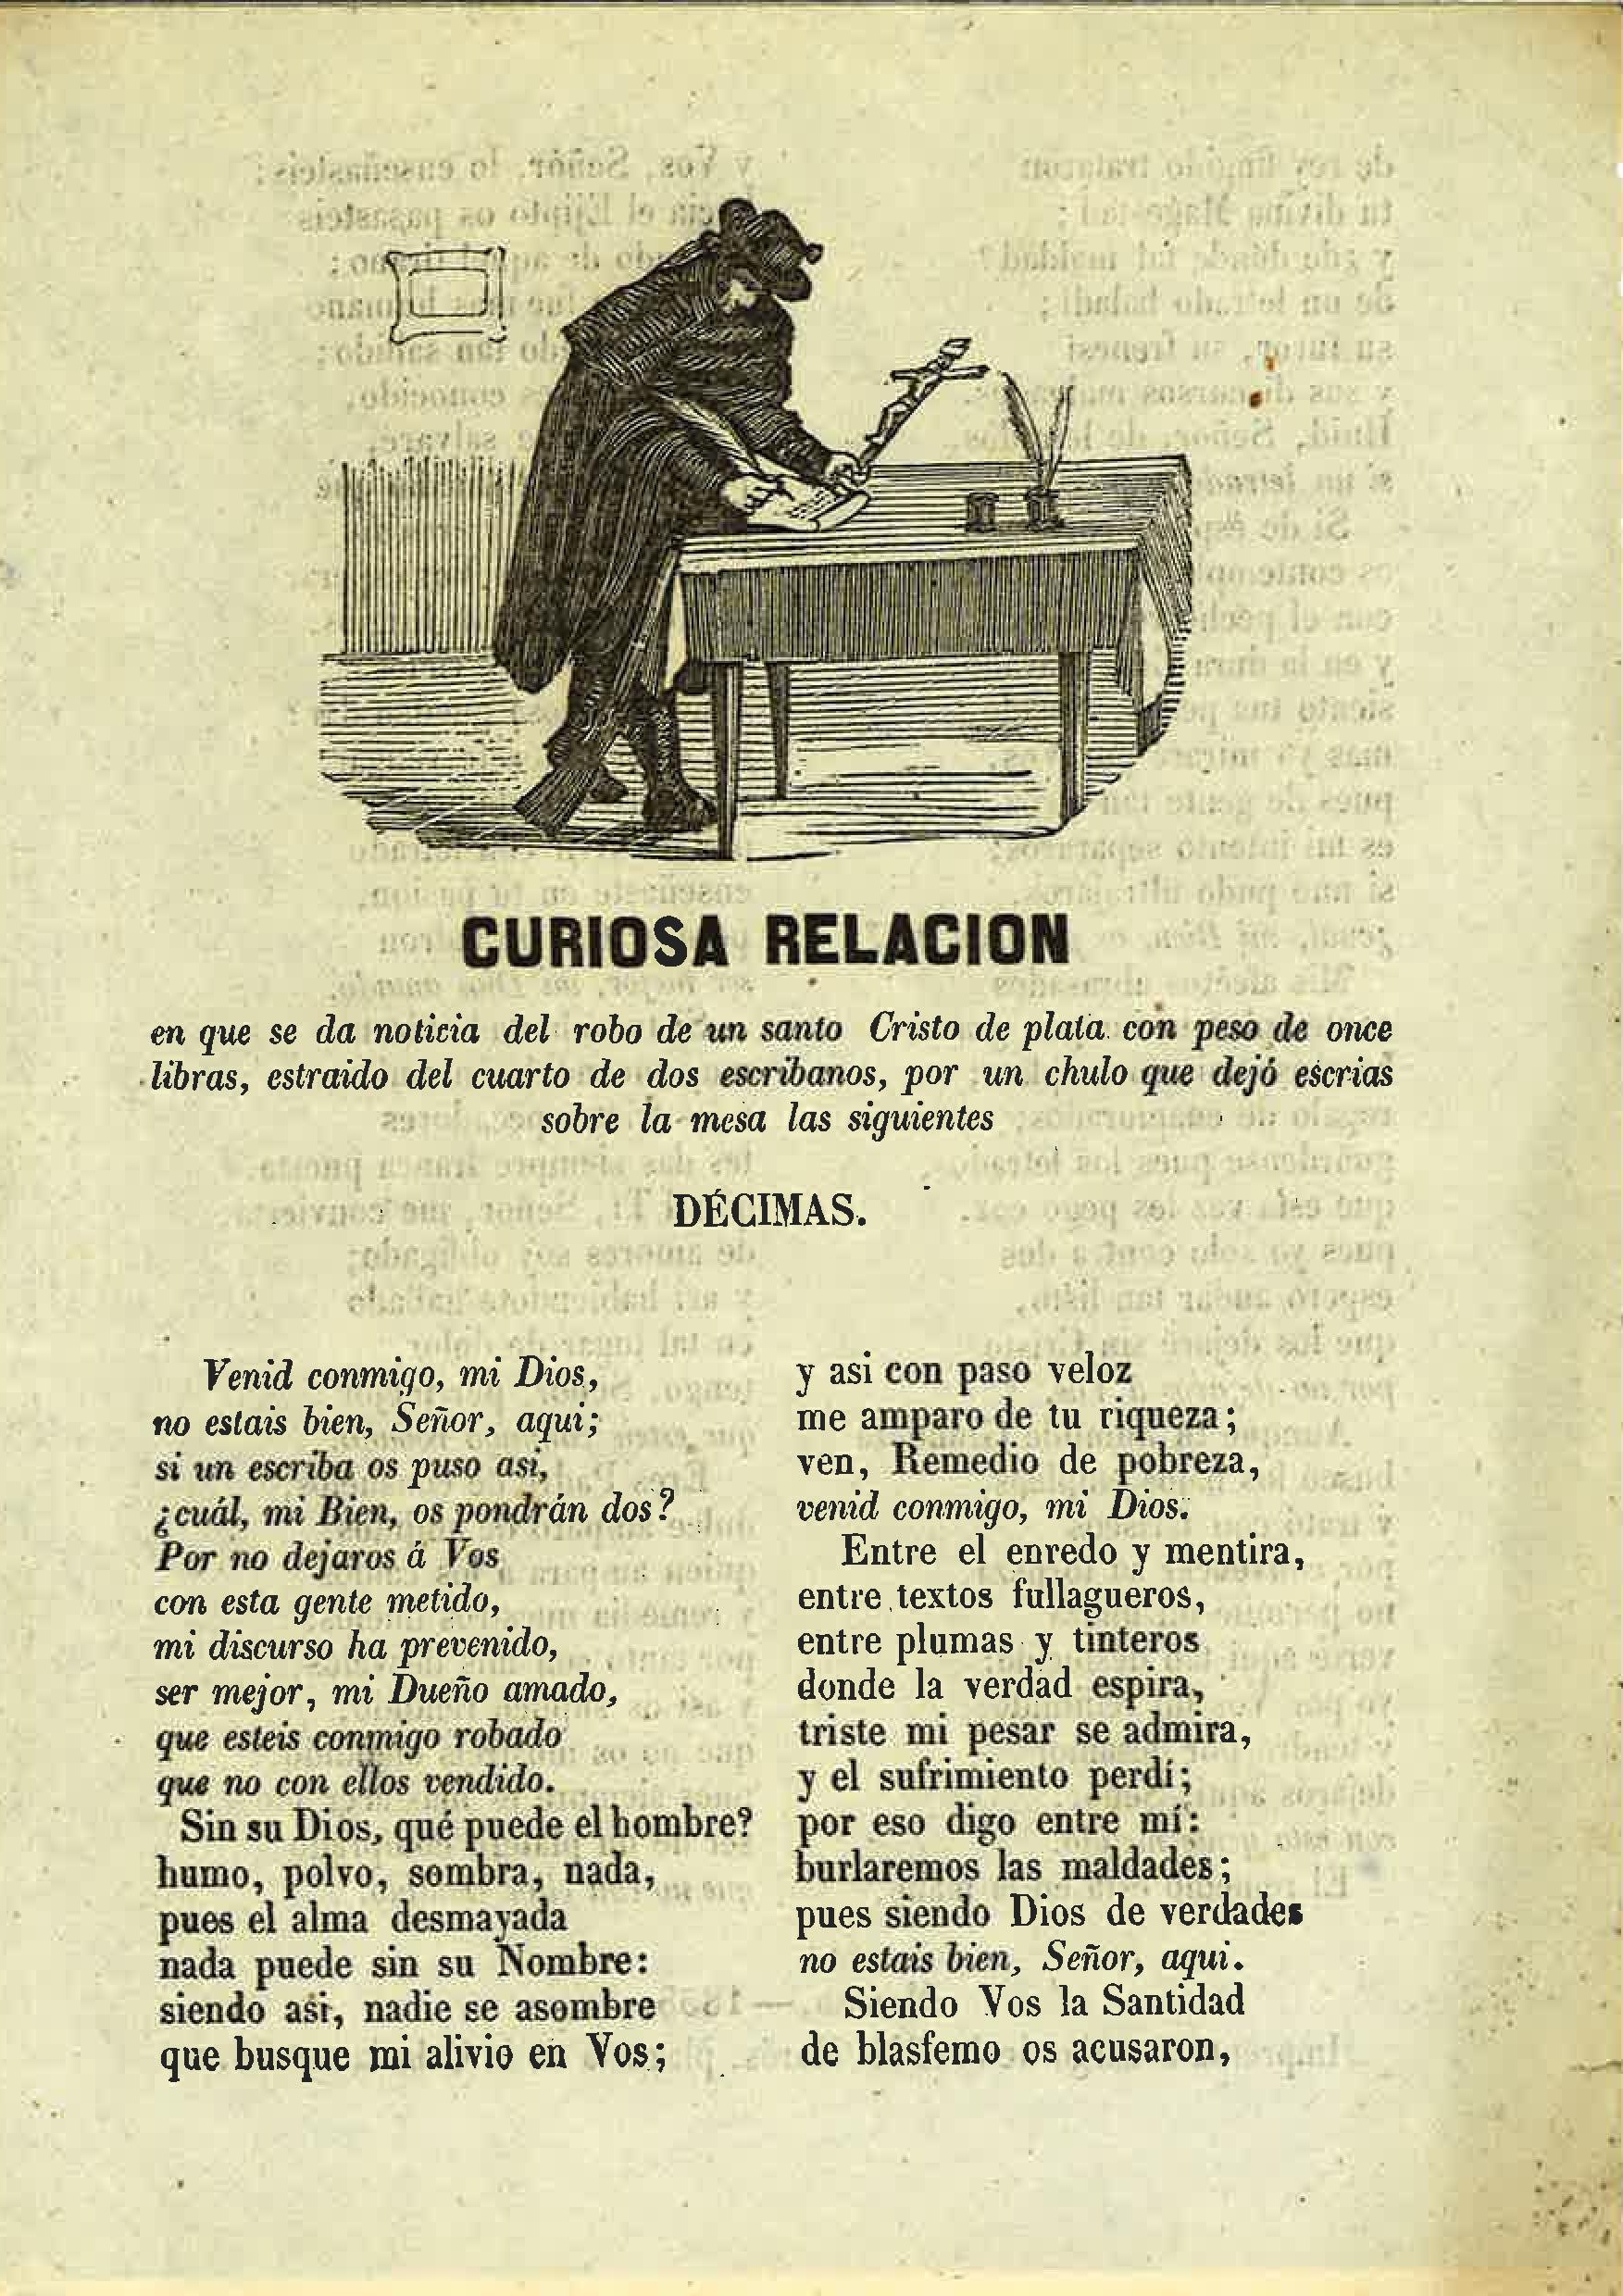 CURIOSA RELACION
en que se da noticia del robo de un santo Cristo de plata con peso de once
libras, estraido del cuarto de dos escribanos, por un chulo que dejó escrias
sobre la mesa las siguientes
DÉCIMAS.
Venid conmigo, mi Dios,
no estais bien, Señor, aqui;
si un escriba os puso asi,
¿cuál, mi Bien, os pondrán dos?
Por no dejaros á Vos
con esta gente metido,
mi discurso ha prevenido,
ser mejor, mi Dueño amado,
que esteis conmigo robado
que no con ellos vendido.
Sin su Dios, qué puede el hombre?
humo, polvo, sombra, nada,
pues el alma desmayada
nada puede sin su Nombre:
siendo asi, nadie se asombre
que busque mi alivio en Vos;
y asi con paso veloz
me amparo de tu riqueza;
ven, Remedio de pobreza,
venid conmigo, mi Dios.
Entre el enredo y mentira,
entre textos fullagueros,
entre plumas y tinteros
donde la verdad espira,
triste mi pesar se admira,
y el sufrimiento perdi;
por eso digo entre mí:
burlaremos las maldades;
pues siendo Dios de verdades
no estais bien, Señor, aqui.
Siendo Vos la Santidad
de blasfemo os acusaron,